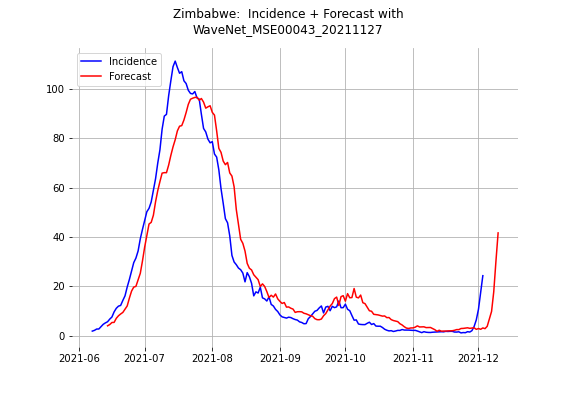 Zimbabwe:  Incidence + Forecast with
WaveNet_MSE00043_20211127
Incidence
Forecast
100
80
60
40
20
0
2021-06 2021-07 2021-08 2021-09 2021-10 2021-11 2021-12